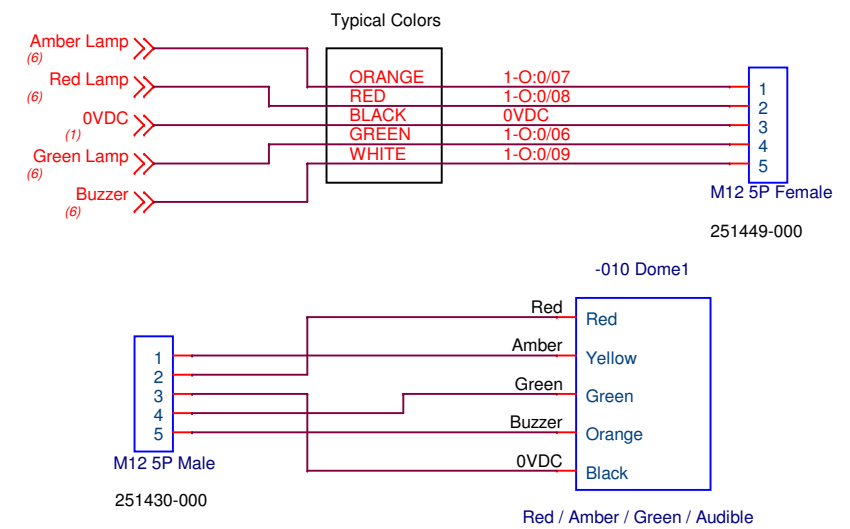 Typical Colors
Amber Lamp
(6)
Red Lamp
(6)
0VDC
(1)
Green Lamp
(6)
Buzzer
(6)
ORANGE 1-O:0/07
RED 1-O:0/08
BLACK 0VDC
GREEN 1-O:0/06
WHITE 1-O:0/09
1
2
3
4
5
M12 5P Female
251449-000
-010 Dome1
Red Red
Amber Yellow
Green Green
Buzzer Orange
0VDC Black
1
2
3
4
5
M12 5P Male
251430-000
Red / Amber / Green / Audible